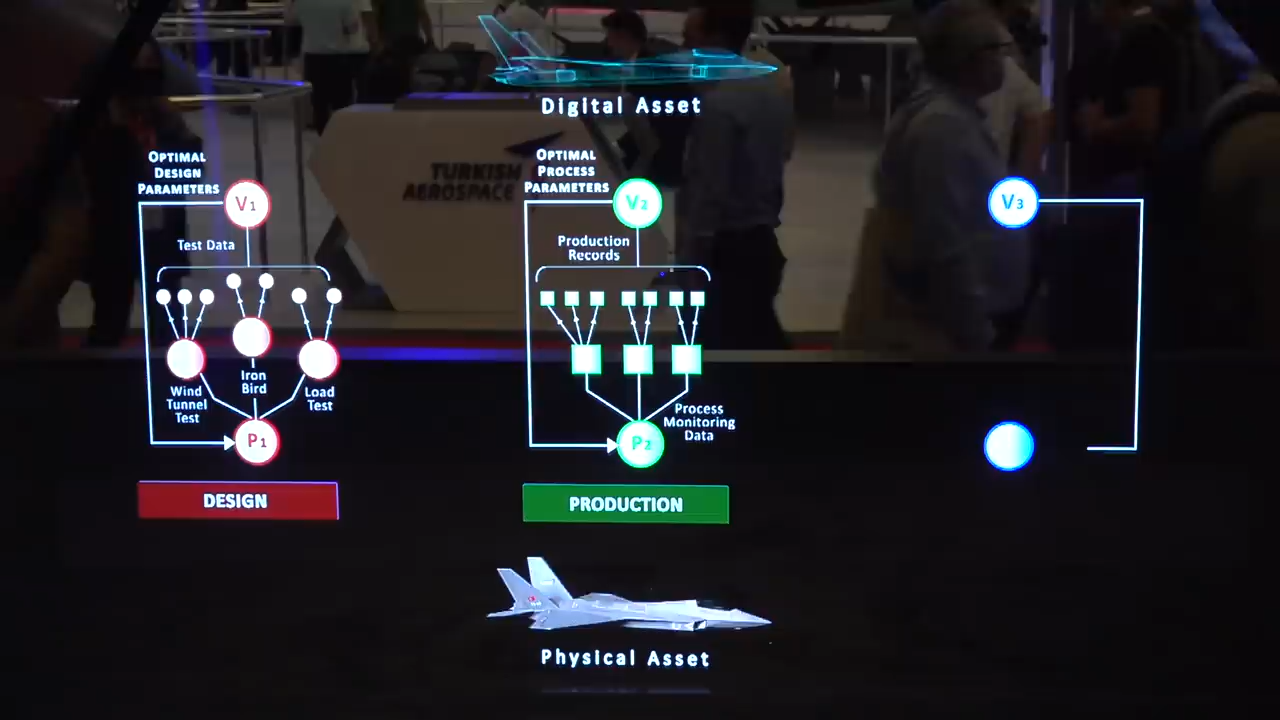 Digital Asset
TURKISH
AEROSPACE
OPTIMAL
DESIGN
PARAMETERS
V1
Test Data
Wind
Tunnel
Test
Iron
Bird
Load
Test
P1
DESIGN
OPTIMAL
PROCESS
PARAMETERS
V2
Production
Records
Process
Monitoring
Data
P2
PRODUCTION
V3
Physical Asset